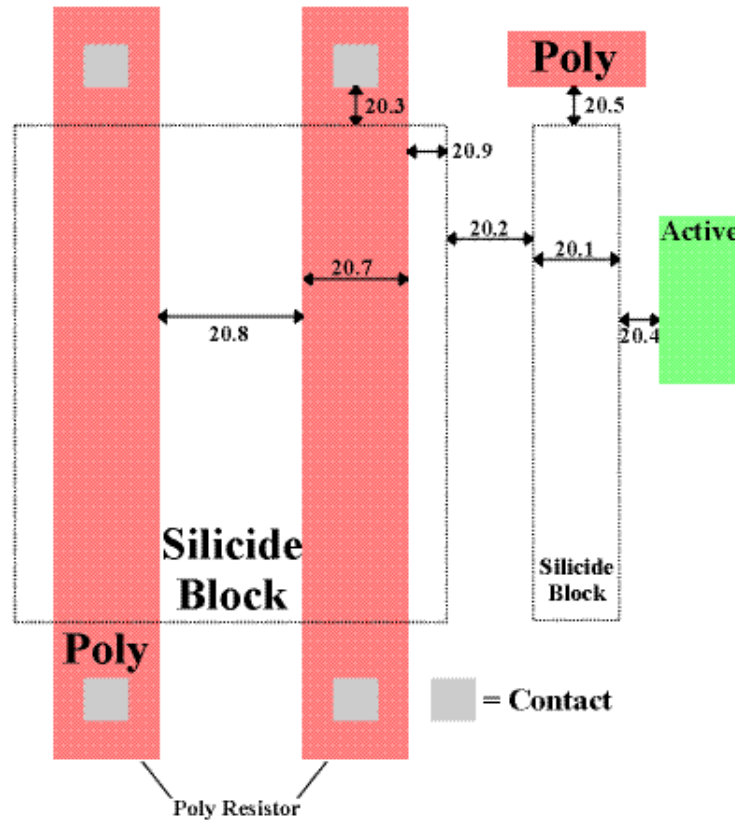 Poly
20.3
20.5
20.9
20.2
Active
20.1
20.7
20.8
20.4
Silicide
Block
Silicide
Block
Poly
= Contact
Poly Resistor